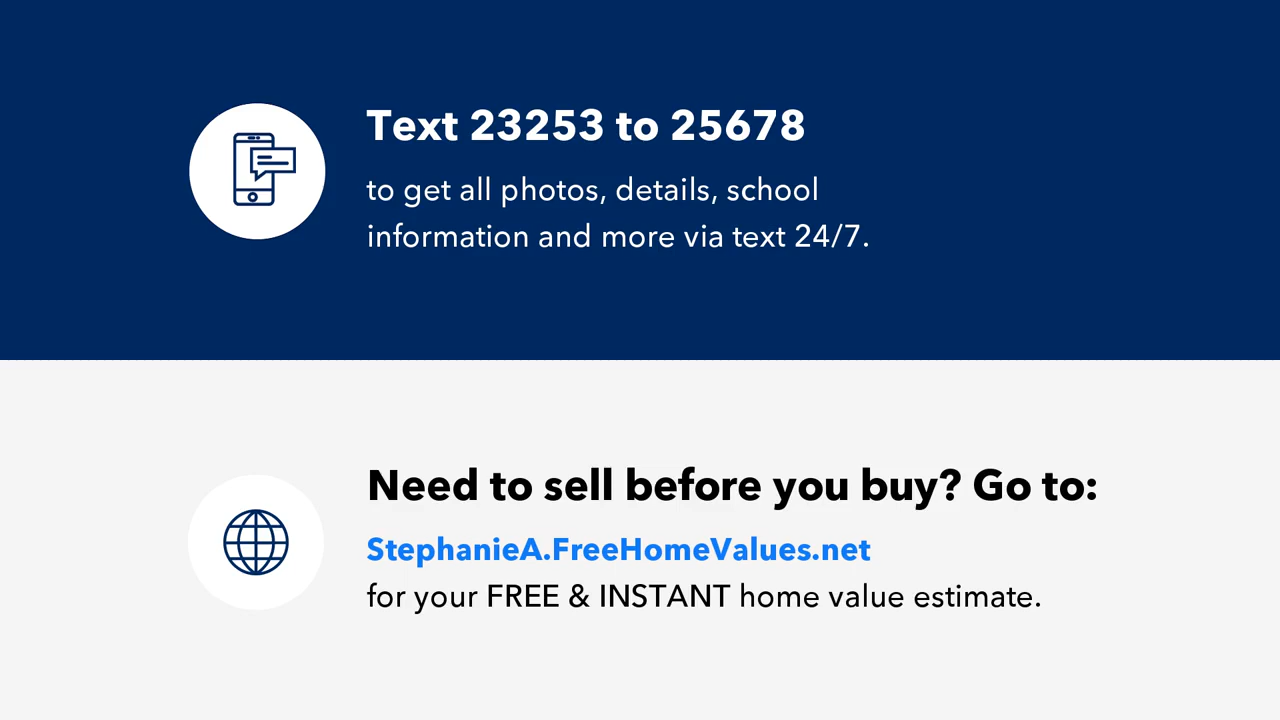 Text 23253 to 25678
to get all photos, details, school
information and more via text 24/7.
Need to sell before you buy? Go to:
StephanieA.FreeHomeValues.net
for your FREE & INSTANT home value estimate.